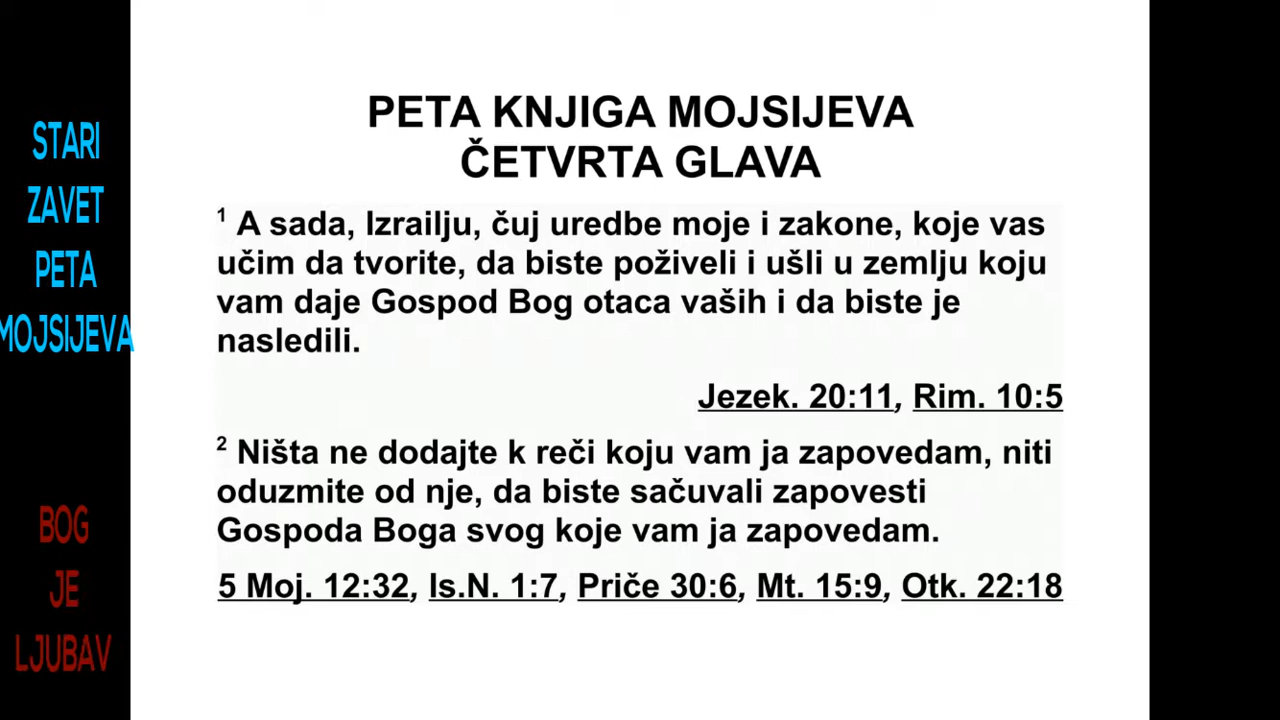 STARI
ZAVET
PETA
MOJSIJEVA
BOG
JE
LJUBAV
PETA KNJIGA MOJSIJEVA
ČETVRTA GLAVA
1 A sada, Izrailju, čuj uredbe moje i zakone, koje vas
učim da tvorite, da biste poživeli i ušli u zemlju koju
vam daje Gospod Bog otaca vaših i da biste je
nasledili.
Jezek. 20:11, Rim. 10:5
2 Ništa ne dodajte k reči koju vam ja zapovedam, niti
oduzmite od nje, da biste sačuvali zapovesti
Gospoda Boga svog koje vam ja zapovedam.
5 Moj. 12:32, Is.N. 1:7, Priče 30:6, Mt. 15:9, Otk. 22:18